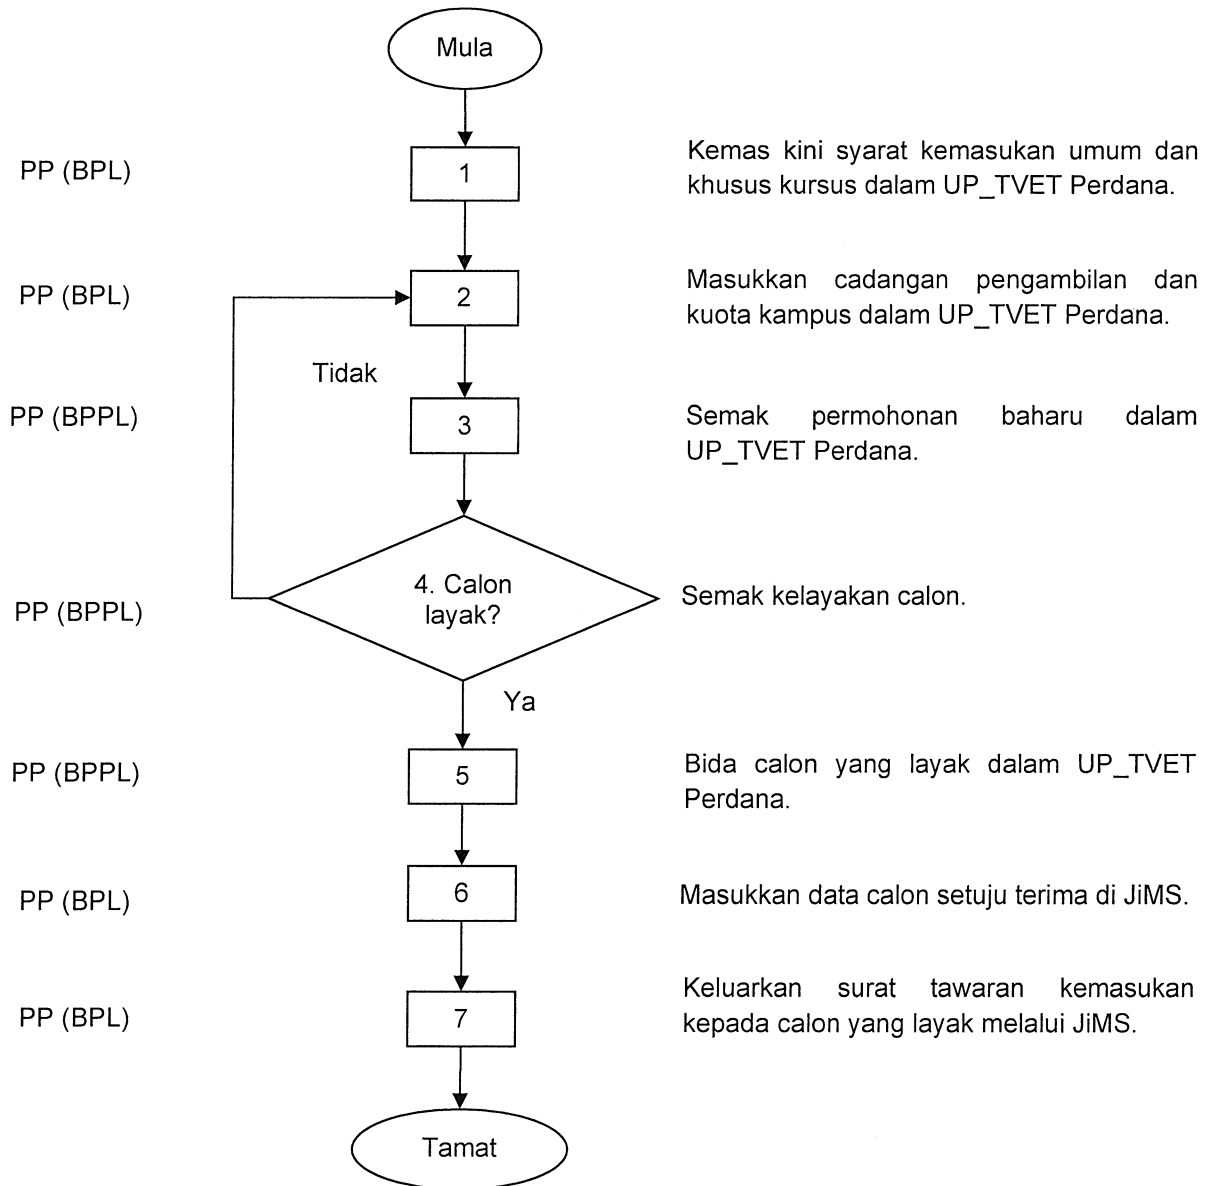 Mula
PP (BPL)
1
Kemas kini syarat kemasukan umum dan
khusus kursus dalam UP_TVET Perdana.
PP (BPL)
2
Masukkan cadangan pengambilan dan
kuota kampus dalam UP_TVET Perdana.
Tidak
PP (BPPL)
3
Semak permohonan baharu dalam
UP_TVET Perdana.
PP (BPPL)
4. Calon
layak?
Semak kelayakan calon.
Ya
PP (BPPL)
5
Bida calon yang layak dalam UP_TVET
Perdana.
PP (BPL)
6
Masukkan data calon setuju terima di JiMS.
PP (BPL)
7
Keluarkan surat tawaran kemasukan
kepada calon yang layak melalui JiMS.
Tamat